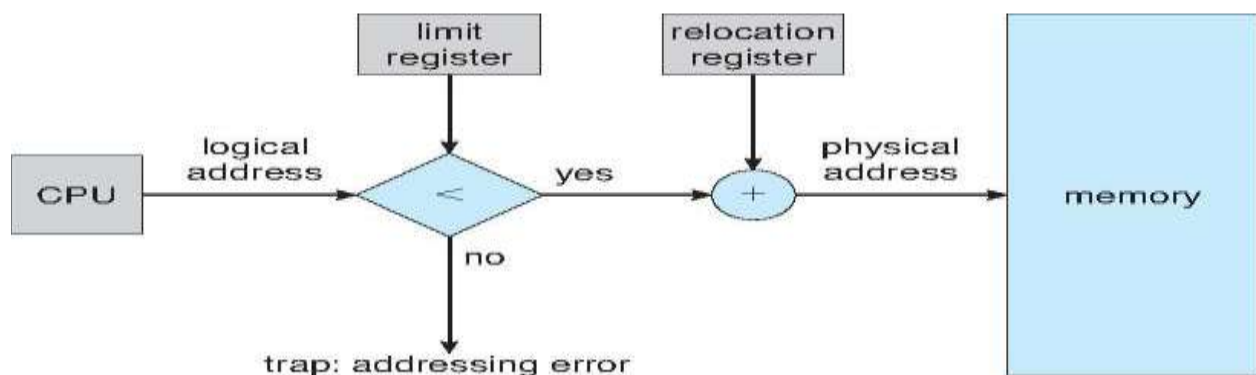 limit
register
relocation
register
logical
address
physical
address
CPU
<
yes
+
memory
no
trap: addressing error